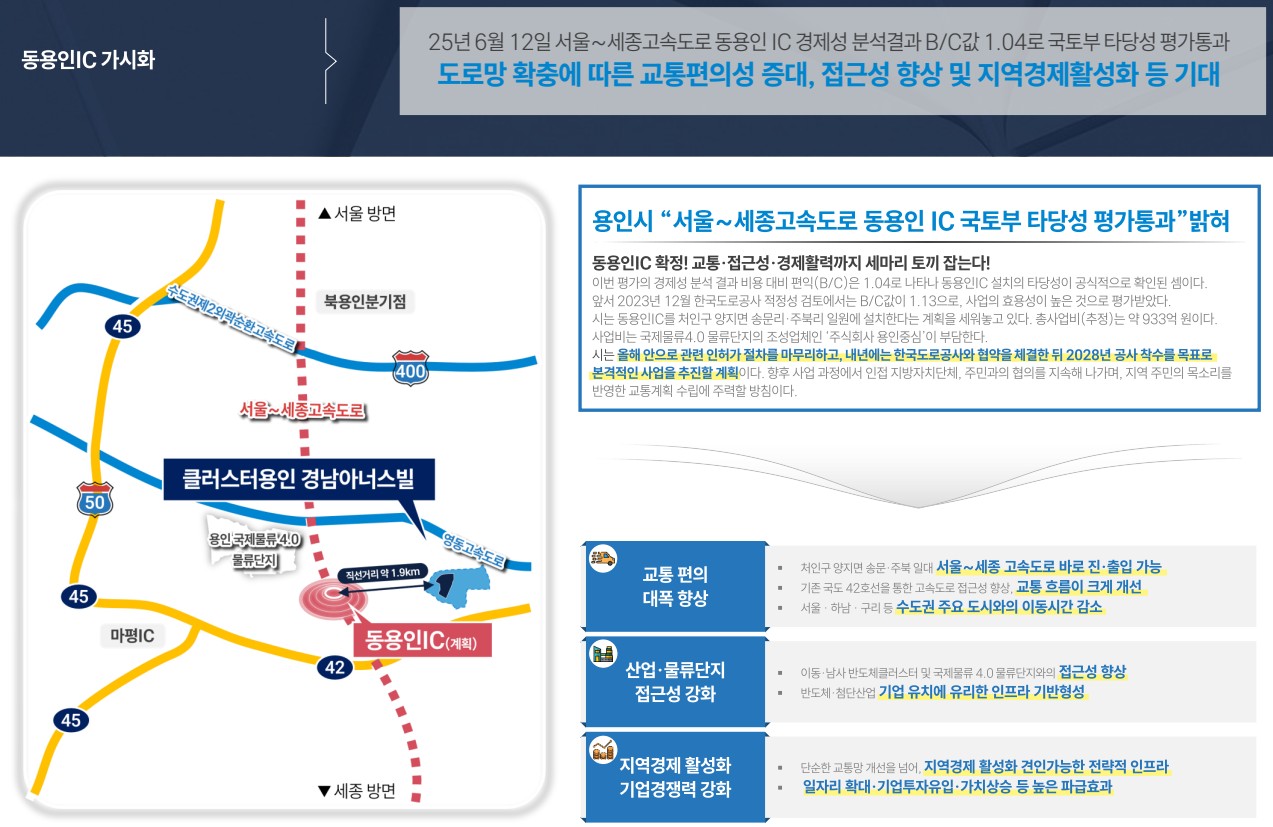 동용인IC 가시화
25년 6월 12일 서울~세종고속도로 동용인 IC 경제성 분석결과 B/C값 1.04로 국토부 타당성 평가통과
도로망 확충에 따른 교통편의성 증대, 접근성 향상 및 지역경제활성화 등 기대
▲ 서울 방면
수도권제2외곽순환고속도로
북용인분기점
45
400
서울~세종고속도로
클러스터용인 경남아너스빌
50
용인 국제물류 4.0
물류단지
영동고속도로
직선거리 약 1.9km
45
마평IC
동용인IC(계획)
42
45
▼ 세종 방면
용인시 “서울~세종고속도로 동용인 IC 국토부 타당성 평가통과”밝혀
동용인IC 확정! 교통·접근성·경제활력까지 세마리 토끼 잡는다!
이번 평가의 경제성 분석 결과 비용 대비 편익(B/C)은 1.04로 나타나 동용인IC 설치의 타당성이 공식적으로 확인된 셈이다.
앞서 2023년 12월 한국도로공사 적정성 검토에서는 B/C값이 1.13으로, 사업의 효용성이 높은 것으로 평가받았다.
시는 동용인IC를 처인구 양지면 송문리·주북리 일원에 설치한다는 계획을 세워놓고 있다. 총사업비(추정)는 약 933억 원이다.
사업비는 국제물류4.0 물류단지의 조성업체인 '주식회사 용인중심'이 부담한다.
시는 올해 안으로 관련 인허가 절차를 마무리하고, 내년에는 한국도로공사와 협약을 체결한 뒤 2028년 공사 착수를 목표로
본격적인 사업을 추진할 계획이다. 향후 사업 과정에서 인접 지방자치단체, 주민과의 협의를 지속해 나가며, 지역 주민의 목소리를
반영한 교통계획 수립에 주력할 방침이다.
교통 편의
대폭 향상
▪ 처인구 양지면 송문·주북 일대 서울~세종 고속도로 바로 진·출입 가능
▪ 기존 국도 42호선을 통한 고속도로 접근성 향상, 교통 흐름이 크게 개선
▪ 서울·하남·구리 등 수도권 주요 도시와의 이동시간 감소
산업·물류단지
접근성 강화
▪ 이동·남사 반도체클러스터 및 국제물류 4.0 물류단지와의 접근성 향상
▪ 반도체·첨단산업 기업 유치에 유리한 인프라 기반형성
지역경제 활성화
기업경쟁력 강화
▪ 단순한 교통망 개선을 넘어, 지역경제 활성화 견인가능한 전략적 인프라
▪ 일자리 확대·기업투자유입·가치상승 등 높은 파급효과